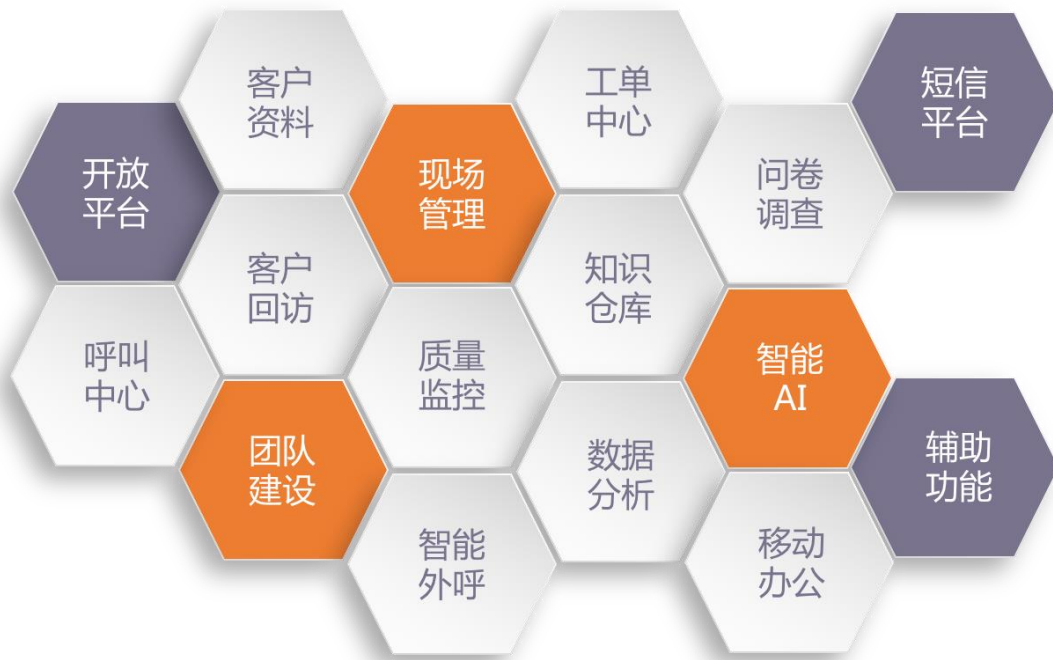 客户
资料
工单
中心
短信
平台
开放
平台
现场
管理
问卷
调查
客户
回访
知识
仓库
呼叫
中心
质量
监控
智能
AI
团队
建设
数据
分析
辅助
功能
智能
外呼
移动
办公